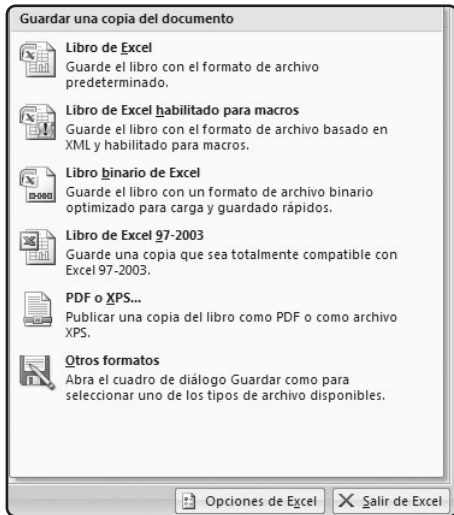 Guardar una copia del documento
Libro de Excel
Guarde el libro con el formato de archivo
predeterminado.
Libro de Excel habilitado para macros
Guarde el libro con el formato de archivo basado en
XML y habilitado para macros.
Libro binario de Excel
Guarde el libro con un formato de archivo binario
optimizado para carga y guardado rápidos.
Libro de Excel 97-2003
Guarde una copia que sea totalmente compatible con
Excel 97-2003.
PDF o XPS...
Publicar una copia del libro como PDF o como archivo
XPS.
Otros formatos
Abra el cuadro de diálogo Guardar como para
seleccionar uno de los tipos de archivo disponibles.
Opciones de Excel
Salir de Excel